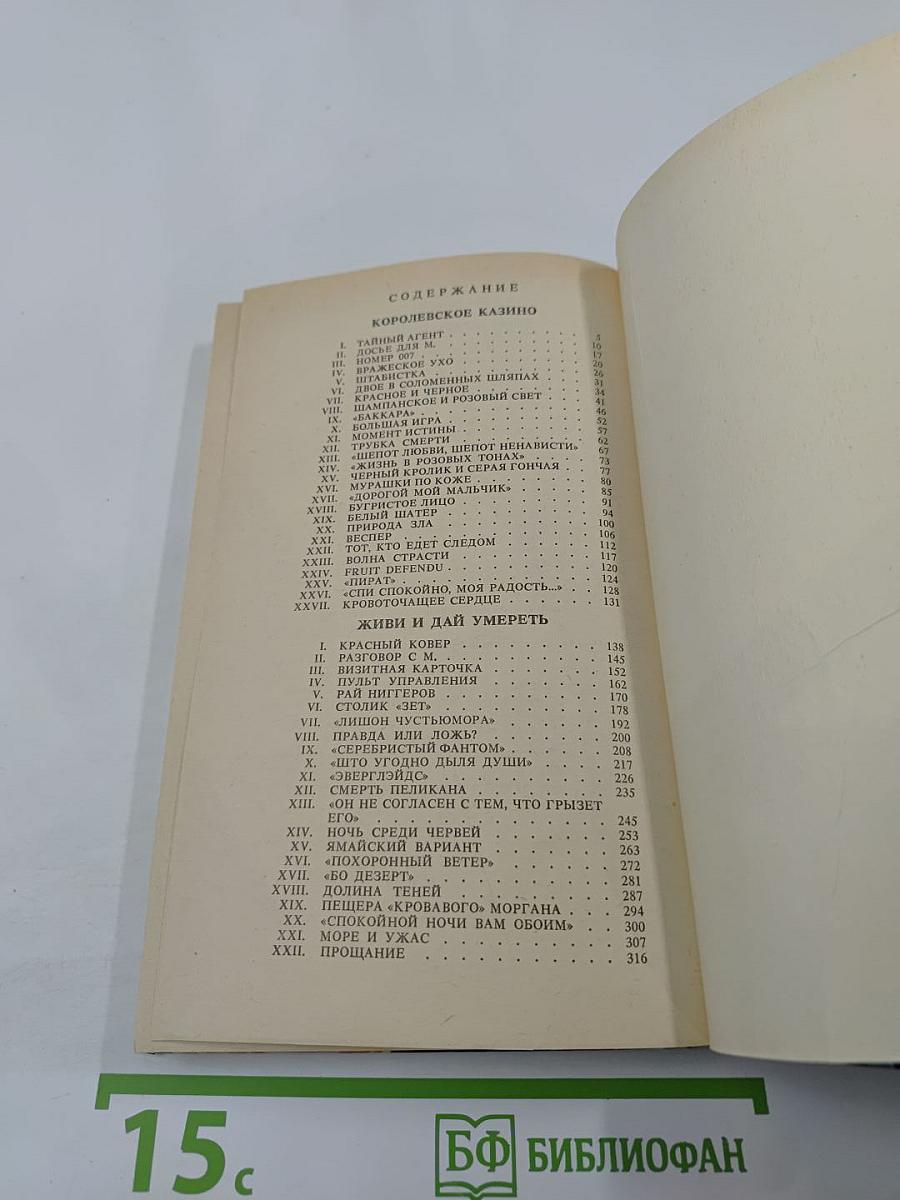 СОДЕРЖАНИЕ
КОРОЛЕВСКОЕ КАЗИНО
I. ТАЙНЫЙ АГЕНТ . . . . . . . . . 5
II. ДОСЬЕ ДЛЯ М. . . . . . . . . 10
III. НОМЕР 007 . . . . . . . . . 17
IV. ВРАЖЕСКОЕ УХО . . . . . . . . 20
V. ШТАБИСТКА . . . . . . . . . 26
VI. ДВОЕ В СОЛОМЕННЫХ ШЛЯПАХ . . . 31
VII. КРАСНОЕ И ЧЕРНОЕ . . . . . . . 34
VIII. ШАМПАНСКОЕ И РОЗОВЫЙ СВЕТ . . . 41
IX. «БАККАРА» . . . . . . . . . 46
X. БОЛЬШАЯ ИГРА . . . . . . . . 52
XI. МОМЕНТ ИСТИНЫ . . . . . . . . 57
XII. ТРУБКА СМЕРТИ . . . . . . . . 62
XIII. «ШЕПОТ ЛЮБВИ, ШЕПОТ НЕНАВИСТИ» 67
XIV. «ЖИЗНЬ В РОЗОВЫХ ТОНАХ» . . . . 73
XV. ЧЕРНЫЙ КРОЛИК И СЕРАЯ ГОНЧАЯ . . 77
XVI. МУРАШКИ ПО КОЖЕ . . . . . . . 80
XVII. «ДОРОГОЙ МОЙ МАЛЬЧИК» . . . . . 85
XVIII. БУГРИСТОЕ ЛИЦО . . . . . . . . 91
XIX. БЕЛЫЙ ШАТЕР . . . . . . . . . 94
XX. ПРИРОДА ЗЛА . . . . . . . . . 100
XXI. ВЕСПЕР . . . . . . . . . . 106
XXII. ТОТ, КТО ЕДЕТ СЛЕДОМ . . . . . 112
XXIII. ВОЛНА СТРАСТИ . . . . . . . . 117
XXIV. FRUIT DEFENDU . . . . . . . . 120
XXV. «ПИРАТ» . . . . . . . . . . 124
XXVI. «СПИ СПОКОЙНО, МОЯ РАДОСТЬ...» . . 128
XXVII. КРОВОТОЧАЩЕЕ СЕРДЦЕ . . . . . . 131
ЖИВИ И ДАЙ УМЕРЕТЬ
I. КРАСНЫЙ КОВЕР . . . . . . . . . 138
II. РАЗГОВОР С М. . . . . . . . . . 145
III. ВИЗИТНАЯ КАРТОЧКА . . . . . . . 152
IV. ПУЛЬТ УПРАВЛЕНИЯ . . . . . . . 162
V. РАЙ НИГГЕРОВ . . . . . . . . . 170
VI. СТОЛИК «ЗЕТ» . . . . . . . . . 178
VII. «ЛИШОН ЧУСТЬЮМОРА» . . . . . . 192
VIII. ПРАВДА ИЛИ ЛОЖЬ? . . . . . . . 200
IX. «СЕРЕБРИСТЫЙ ФАНТОМ» . . . . . . 208
X. «ШТО УГОДНО ДЫЛЯ ДУШИ» . . . . 217
XI. «ЭВЕРГЛЭЙДС» . . . . . . . . . 226
XII. СМЕРТЬ ПЕЛИКАНА . . . . . . . . 235
XIII. «ОН НЕ СОГЛАСЕН С ТЕМ, ЧТО ГРЫЗЕТ
ЕГО» . . . . . . . . . . . . 245
XIV. НОЧЬ СРЕДИ ЧЕРВЕЙ . . . . . . . 253
XV. ЯМАЙСКИЙ ВАРИАНТ . . . . . . . 263
XVI. «ПОХОРОННЫЙ ВЕТЕР» . . . . . . 272
XVII. «БО ДЕЗЕРТ» . . . . . . . . . . 281
XVIII. ДОЛИНА ТЕНЕЙ . . . . . . . . . 287
XIX. ПЕЩЕРА «КРОВАВОГО» МОРГАНА . . . 294
XX. «СПОКОЙНОЙ НОЧИ ВАМ ОБОИМ» . . 300
XXI. МОРЕ И УЖАС . . . . . . . . . 307
XXII. ПРОЩАНИЕ . . . . . . . . . . 316
15 с
БФ БИБЛИОФАН